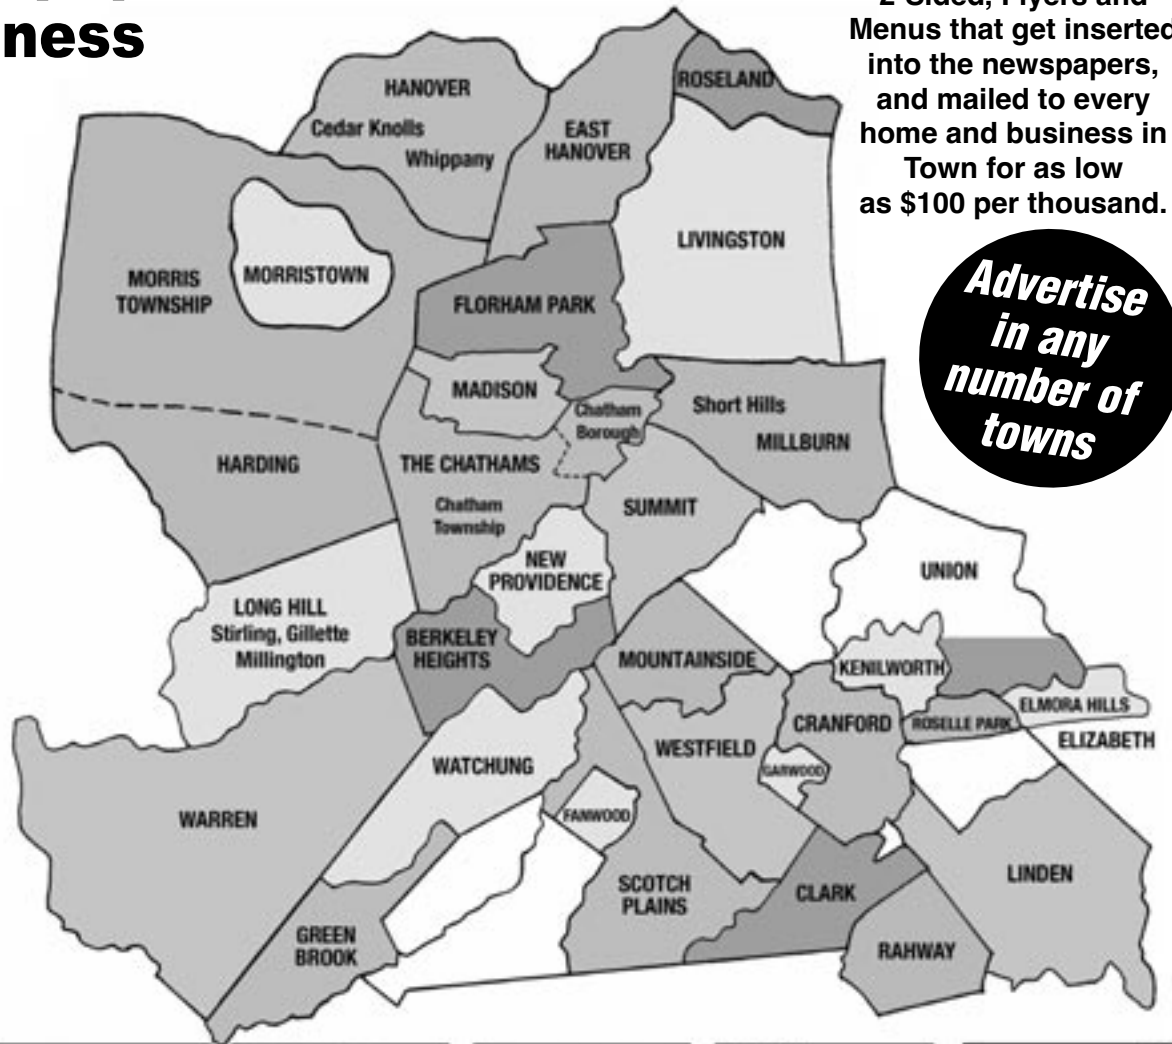 ness
Menus that get inserted
into the newspapers,
and mailed to every
home and business in
Town for as low
as $100 per thousand.
Advertise
in any
number of
towns
HANOVER
Cedar Knolls
Whippany
EAST
HANOVER
ROSELAND
LIVINGSTON
MORRIS
TOWNSHIP
MORRISTOWN
FLORHAM PARK
MADISON
Chatham
Borough
Short Hills
MILLBURN
HARDING
THE CHATHAMS
Chatham
Township
SUMMIT
NEW
PROVIDENCE
UNION
LONG HILL
Stirling, Gillette
Millington
BERKELEY
HEIGHTS
MOUNTAINSIDE
KENILWORTH
ELMORA HILLS
ROSELLE PARK
ELIZABETH
CRANFORD
WESTFIELD
GARWOOD
WATCHUNG
WARREN
FANWOOD
SCOTCH
PLAINS
CLARK
LINDEN
GREEN
BROOK
RAHWAY